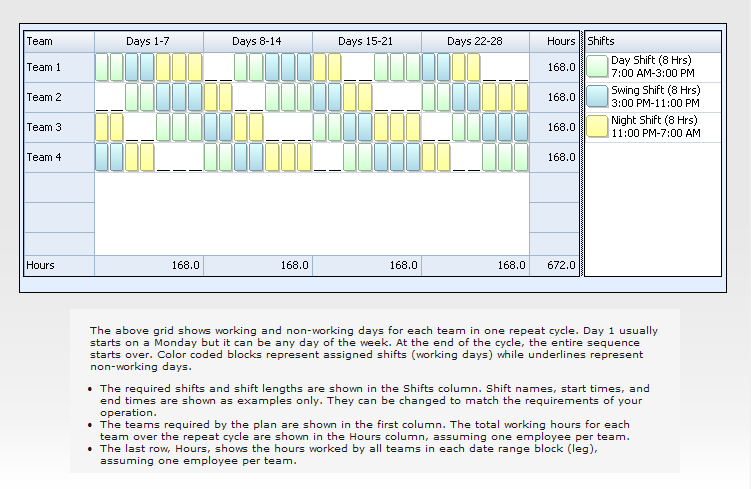 Team Days 1-7 Days 8-14 Days 15-21 Days 22-28 Hours Shifts
Team 1 168.0
Team 2 168.0
Team 3 168.0
Team 4 168.0
Day Shift (8 Hrs)
7:00 AM-3:00 PM
Swing Shift (8 Hrs)
3:00 PM-11:00 PM
Night Shift (8 Hrs)
11:00 PM-7:00 AM
Hours 168.0 168.0 168.0 168.0 672.0
The above grid shows working and non-working days for each team in one repeat cycle. Day 1 usually
starts on a Monday but it can be any day of the week. At the end of the cycle, the entire sequence
starts over. Color coded blocks represent assigned shifts (working days) while underlines represent
non-working days.
• The required shifts and shift lengths are shown in the Shifts column. Shift names, start times, and
end times are shown as examples only. They can be changed to match the requirements of your
operation.
• The teams required by the plan are shown in the first column. The total working hours for each
team over the repeat cycle are shown in the Hours column, assuming one employee per team.
• The last row, Hours, shows the hours worked by all teams in each date range block (leg),
assuming one employee per team.